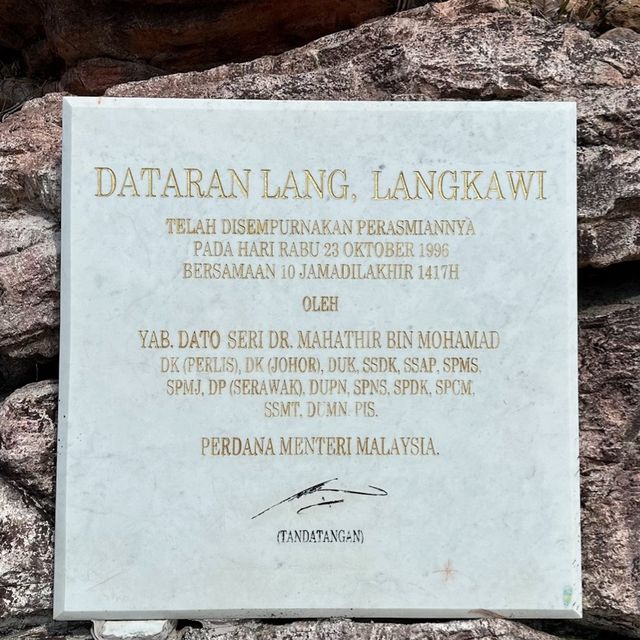 DATARAN LANG, LANGKAWI
TELAH DISEMPURNAKAN PERASMIANNYA
PADA HARI RABU 23 OKTOBER 1996
BERSAMAAN 10 JAMADILAKHIR 1417H
OLEH
YAB. DATO SERI DR. MAHATHIR BIN MOHAMAD
DK (PERLIS), DK (JOHOR), DUK, SSDK, SSAP, SPMS,
SPMJ, DP (SERAWAK), DUPN, SPNS, SPDK, SPCM,
SSMT, DUMN, PIS.
PERDANA MENTERI MALAYSIA.
(TANDATANGAN)